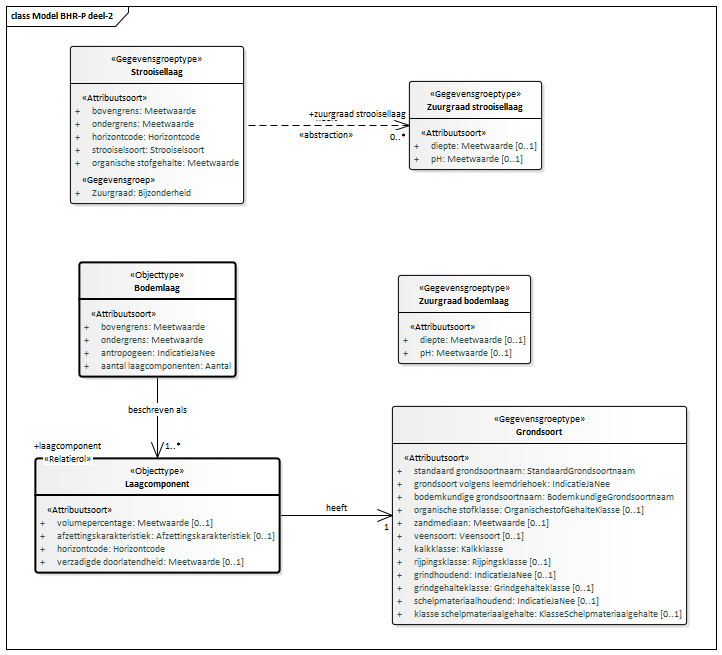 class Model BHR-P deel-2
«Gegevensgroeptype»
Strooisellaag
«Attribuutsoort»
+ bovengrens: Meetwaarde
+ ondergrens: Meetwaarde
+ horizontcode: Horizontcode
+ strooiselsoort: Strooiselsoort
+ organische stofgehalte: Meetwaarde
«Gegevensgroep»
+ Zuurgraad: Bijzonderheid
+zuurgraad strooisellaag
«abstraction»
0..*
«Gegevensgroeptype»
Zuurgraad strooisellaag
«Attribuutsoort»
+ diepte: Meetwaarde [0..1]
+ pH: Meetwaarde [0..1]
«Objecttype»
Bodemlaag
«Attribuutsoort»
+ bovengrens: Meetwaarde
+ ondergrens: Meetwaarde
+ antropogeen: IndicatieJaNee
+ aantal laagcomponenten: Aantal
«Gegevensgroeptype»
Zuurgraad bodemlaag
«Attribuutsoort»
+ diepte: Meetwaarde [0..1]
+ pH: Meetwaarde [0..1]
beschreven als
+laagcomponent
1..*
«Relatierol»
«Objecttype»
Laagcomponent
«Attribuutsoort»
+ volumepercentage: Meetwaarde [0..1]
+ afzettingskarakteristiek: Afzettingskarakteristiek [0..1]
+ horizontcode: Horizontcode
+ verzadigde doorlatendheid: Meetwaarde [0..1]
heeft
1
«Gegevensgroeptype»
Grondsoort
«Attribuutsoort»
+ standaard grondsoortnaam: StandaardGrondsoortnaam
+ grondsoort volgens leemdriehoek: IndicatieJaNee
+ bodemkundige grondsoortnaam: BodemkundigeGrondsoortnaam
+ organische stofklasse: OrganischestofGehalteKlasse [0..1]
+ zandmediaan: Meetwaarde [0..1]
+ veensoort: Veensoort [0..1]
+ kalkklasse: Kalkklasse
+ rijpingsklasse: Rijpingsklasse [0..1]
+ grindhoudend: IndicatieJaNee [0..1]
+ grindgehalteklasse: Grindgehalteklasse [0..1]
+ schelpmateriaalhoudend: IndicatieJaNee [0..1]
+ klasse schelpmateriaalgehalte: KlasseSchelpmateriaalgehalte [0..1]